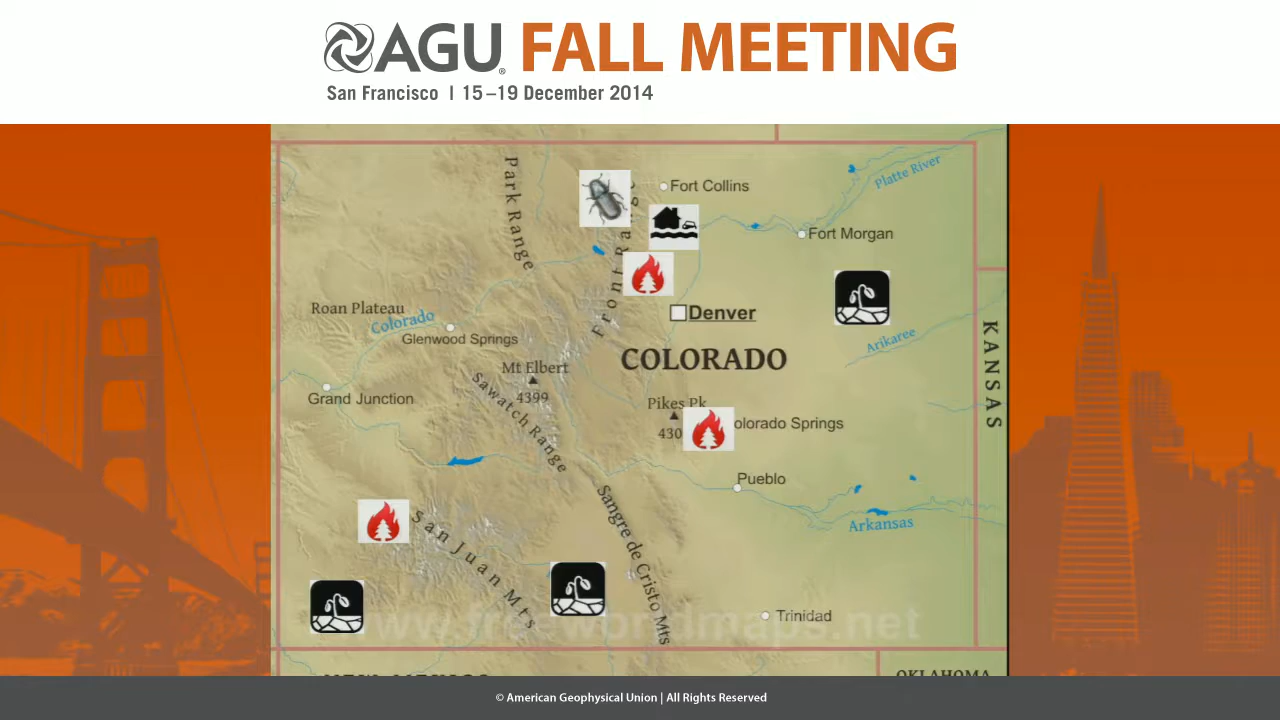 AGU FALL MEETING
San Francisco | 15–19 December 2014
Park Range
Fort Collins
Platte River
Front Range
Fort Morgan
Roan Plateau
Colorado
Glenwood Springs
Denver
Arikaree
KANSAS
COLORADO
Mt Elbert
4399
Sawatch Range
Grand Junction
Pikes Pk
430
olorado Springs
Pueblo
Sangre de Cristo Mts
Arkansas
San Juan Mts
Trinidad
www.freeworldmaps.net
OKLAHOMA
© American Geophysical Union | All Rights Reserved